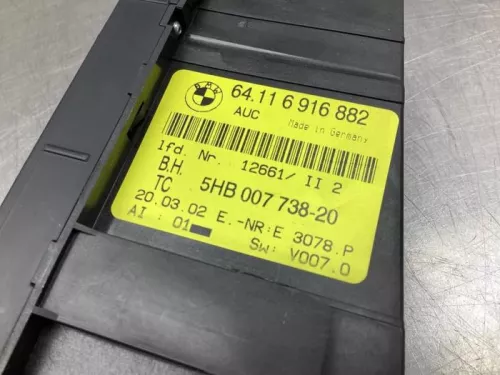 BMW
64.11 6 916 882
AUC Made in Germany
lfd. Nr. 12661/ II 2
B.H.
TC 5HB 007 738-20
20.03.02 E.-NR:E 3078.P
AI : 01 SW: V007.0